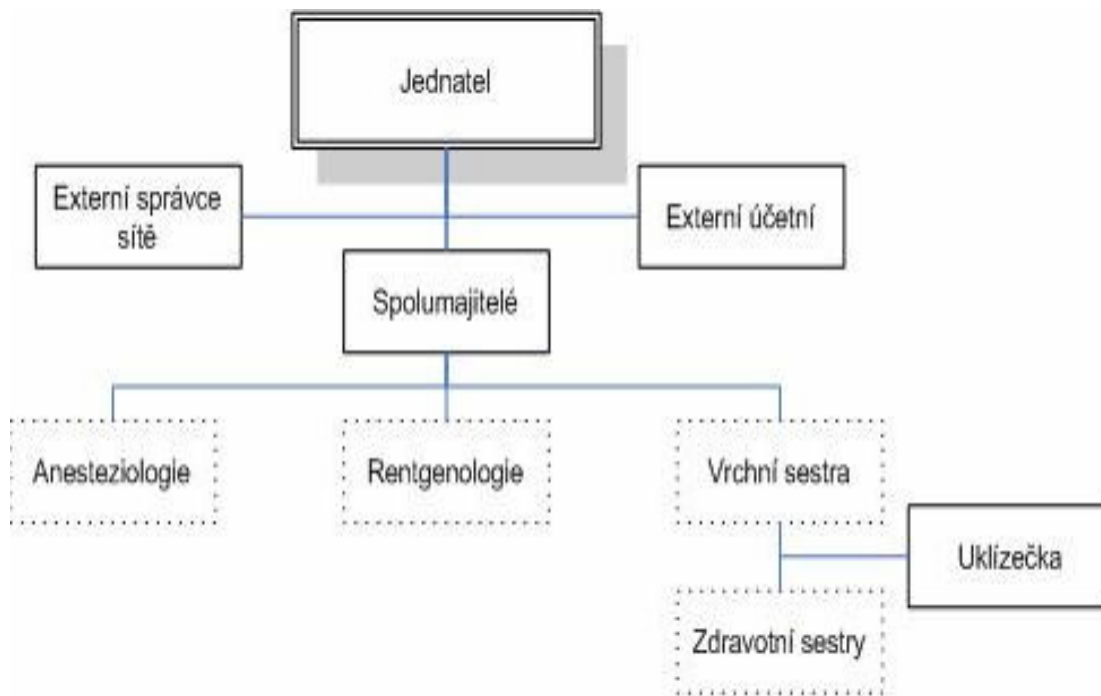 Jednatel
Externí správce
sítě
Externí účetní
Spolumajitelé
Anesteziologie
Rentgenologie
Vrchní sestra
Uklízečka
Zdravotní sestry